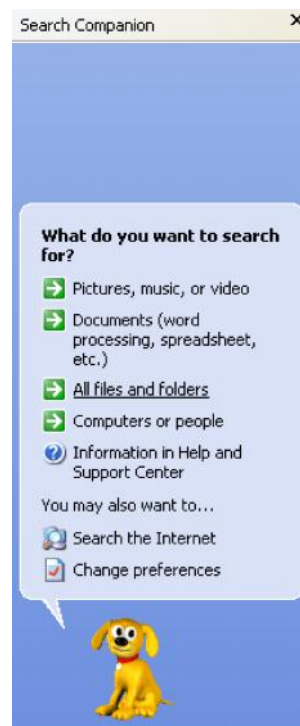 Search Companion
What do you want to search
for?
Pictures, music, or video
Documents (word
processing, spreadsheet,
etc.)
All files and folders
Computers or people
Information in Help and
Support Center
You may also want to...
Search the Internet
Change preferences